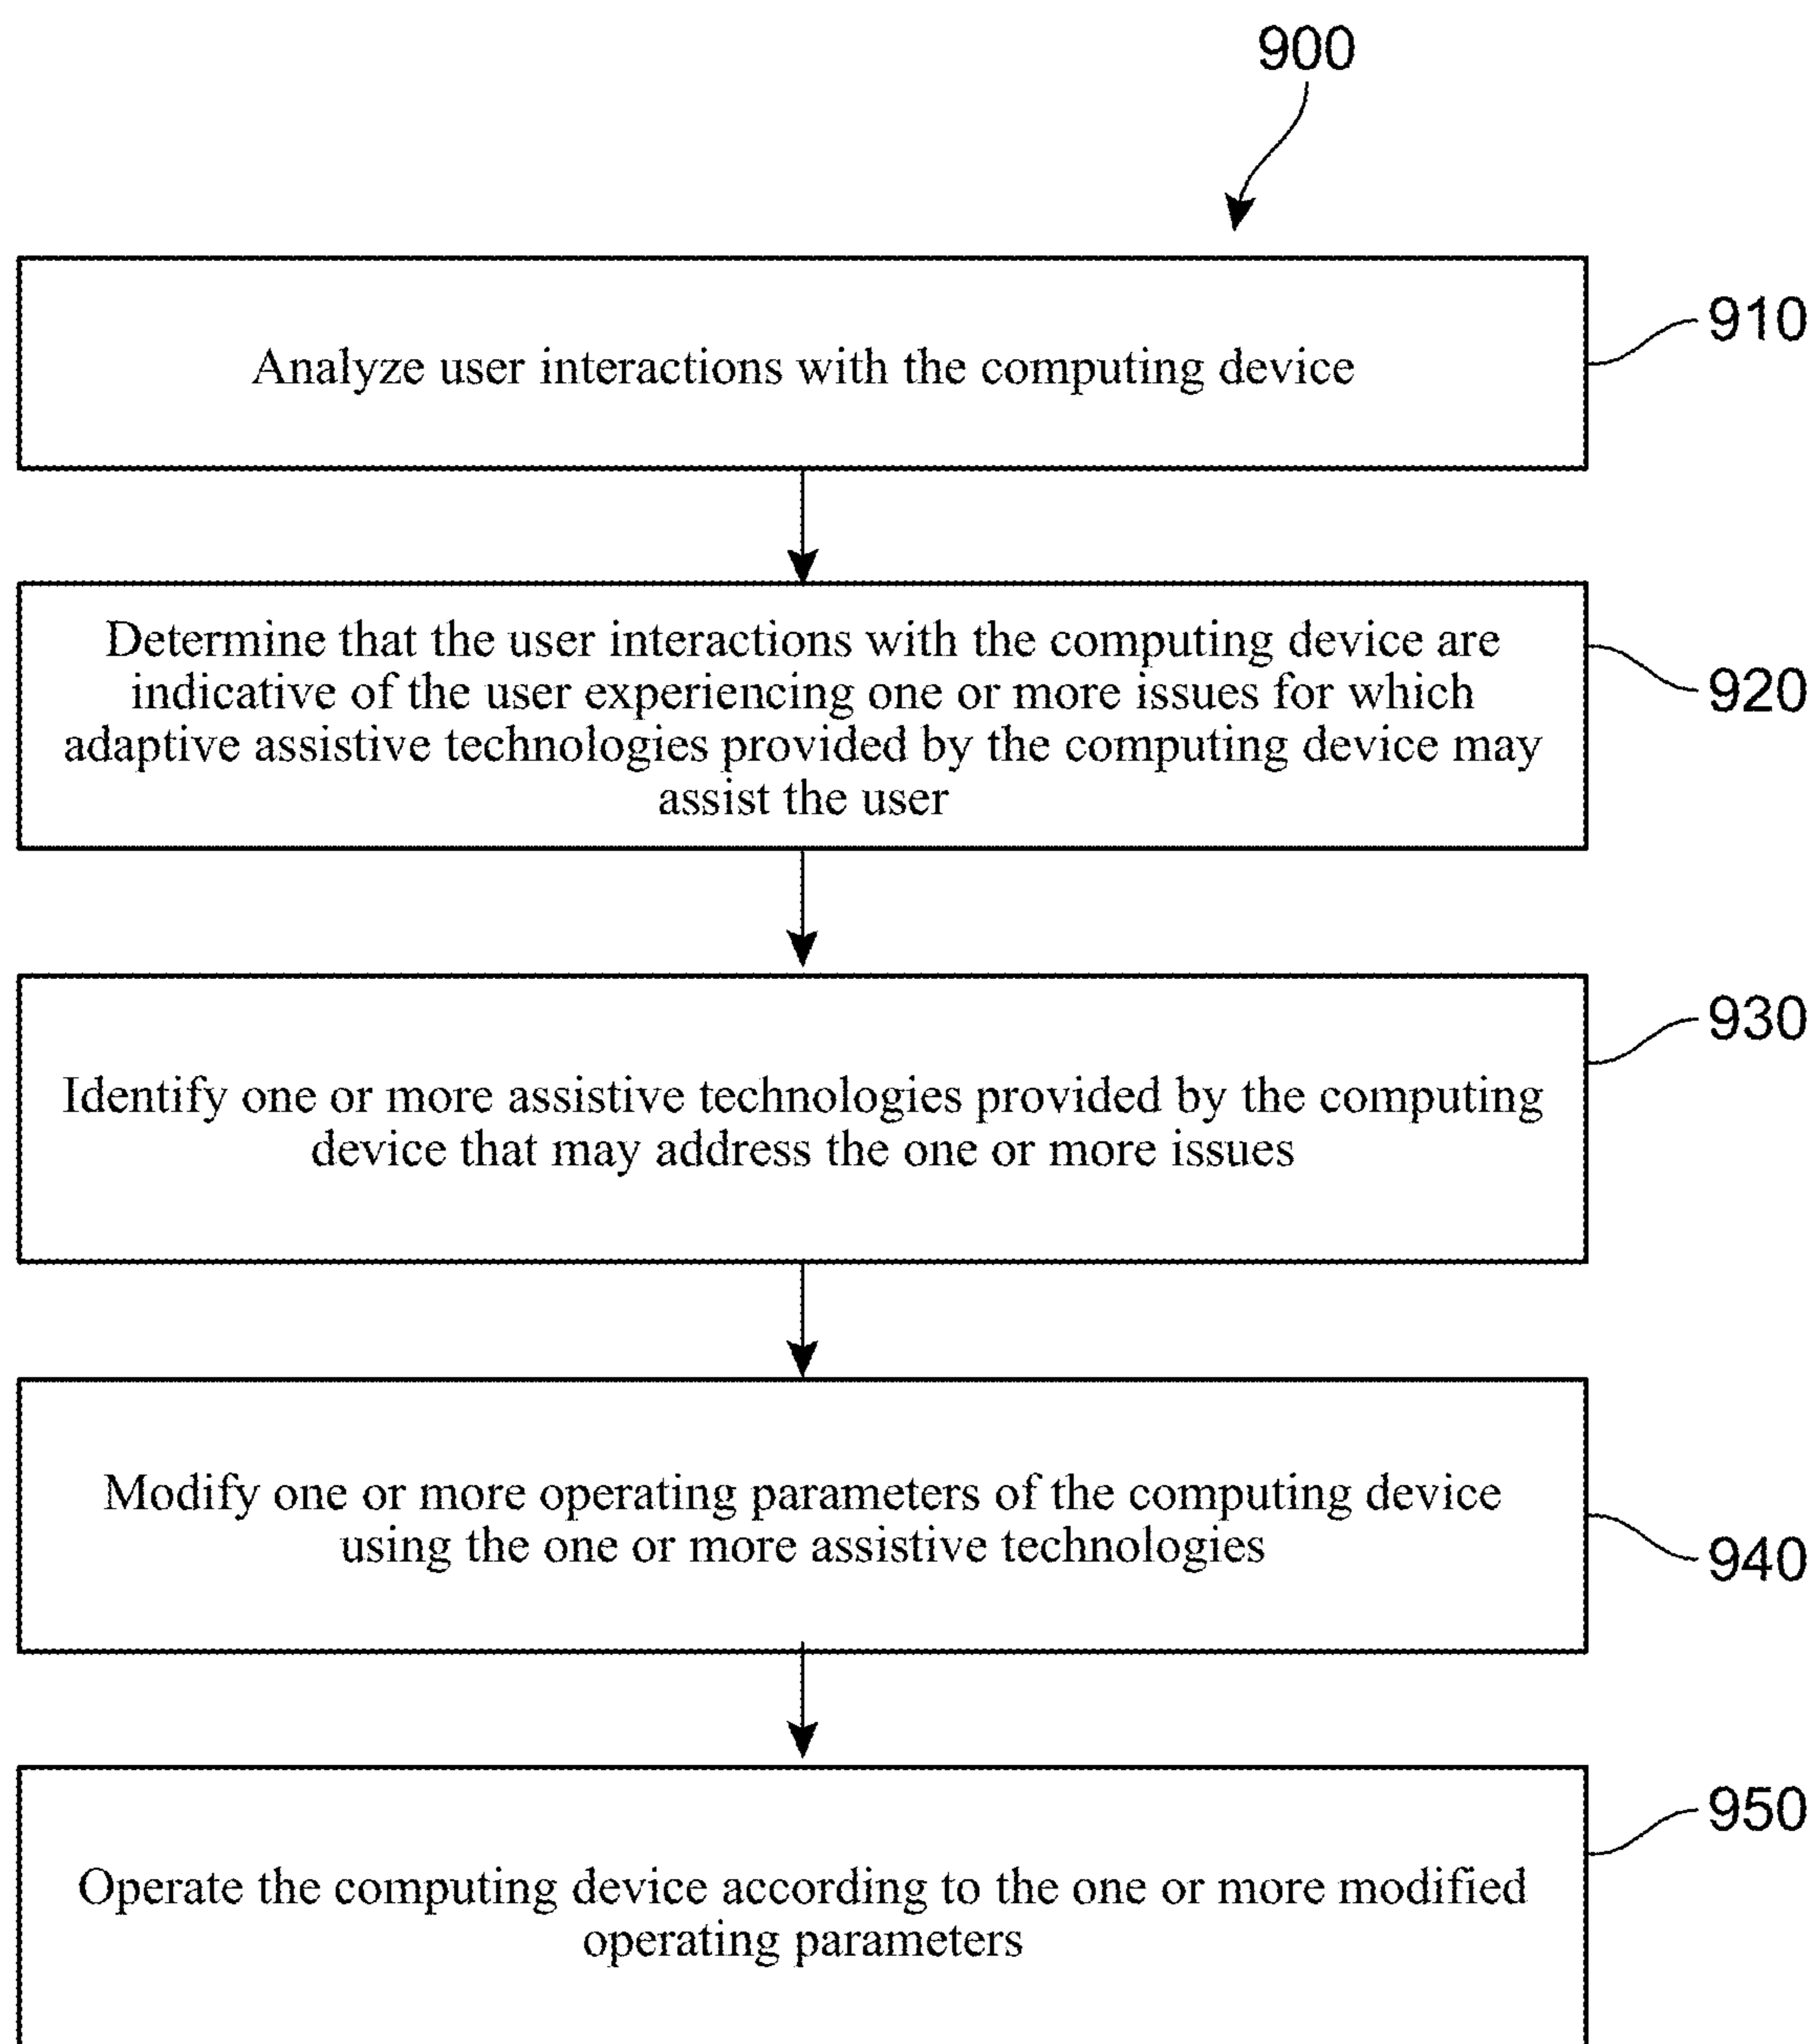 900
Analyze user interactions with the computing device
910
Determine that the user interactions with the computing device are
indicative of the user experiencing one or more issues for which
adaptive assistive technologies provided by the computing device may
assist the user
920
Identify one or more assistive technologies provided by the computing
device that may address the one or more issues
930
Modify one or more operating parameters of the computing device
using the one or more assistive technologies
940
Operate the computing device according to the one or more modified
operating parameters
950